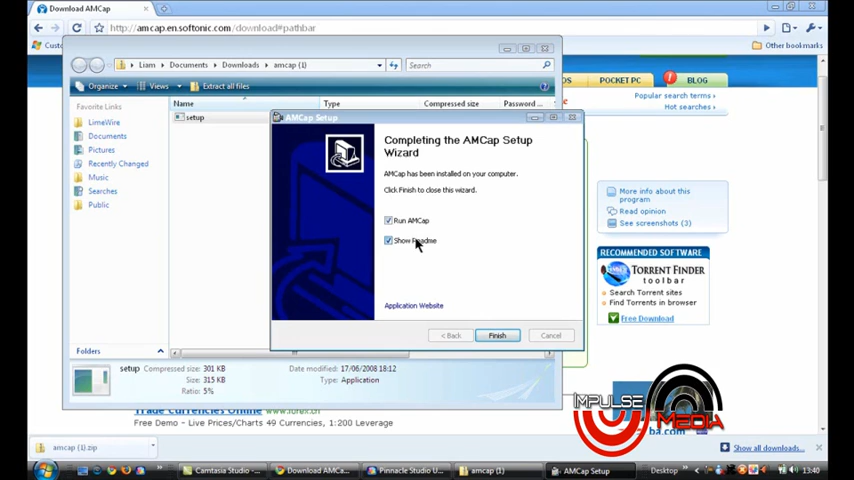 Download AMCap
http://amcap.en.softonic.com/download#pathbar
Other bookmarks
Liam
Documents
Downloads
amcap (1)
Search
Organize
Views
Extract all files
POCKET PC
BLOG
Popular search terms
Hot searches
Favorite Links
LimeWire
Documents
Pictures
Recently Changed
Music
Searches
Public
Folders
Name
Type
Compressed size
Password ...
setup
AMCap Setup
Completing the AMCap Setup
Wizard
AMCap has been installed on your computer.
Click Finish to close this wizard.
Run AMCap
Show Readme
Application Website
< Back
Finish
Cancel
More info about this
program
Read opinion
See screenshots (3)
RECOMMENDED SOFTWARE
TORRENT FINDER
toolbar
Search Torrent sites
Find Torrents in browser
Free Download
setup
Compressed size: 301 KB
Size: 315 KB
Ratio: 5%
Date modified: 17/06/2008 18:12
Type: Application
Trade Currencies Online
www.forex.ch
Free Demo - Live Prices/Charts 49 Currencies, 1:200 Leverage
IMPULSE
MEDIA
ba.com
amcap (1).zip
Show all downloads...
Camtasia Studio - ...
Download AMCa...
Pinnacle Studio U...
amcap (1)
AMCap Setup
Desktop
13:40